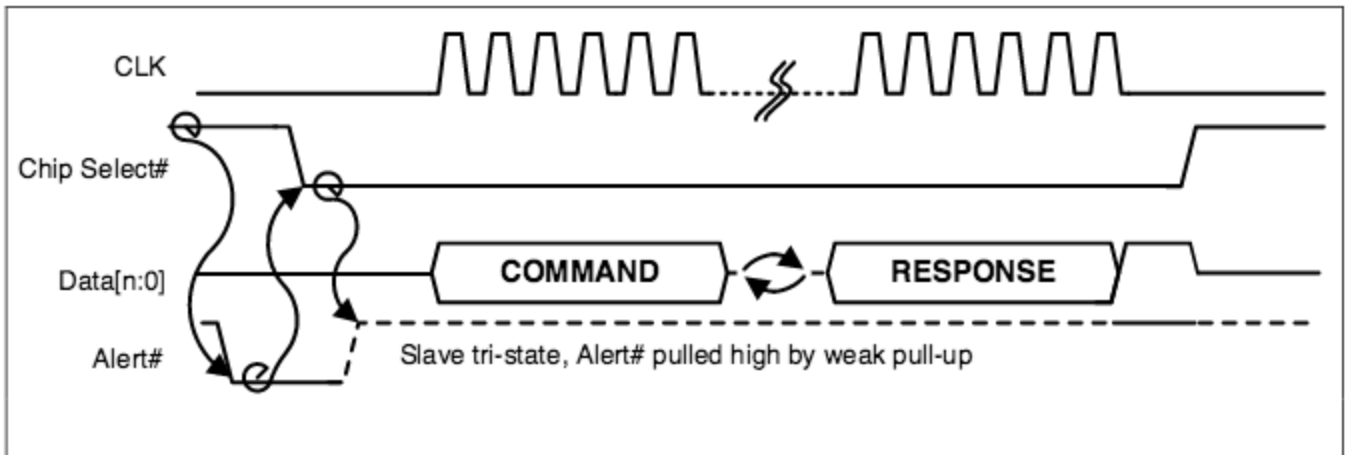 CLK
Chip Select#
Data[n:0]
COMMAND
RESPONSE
Alert#
Slave tri-state, Alert# pulled high by weak pull-up